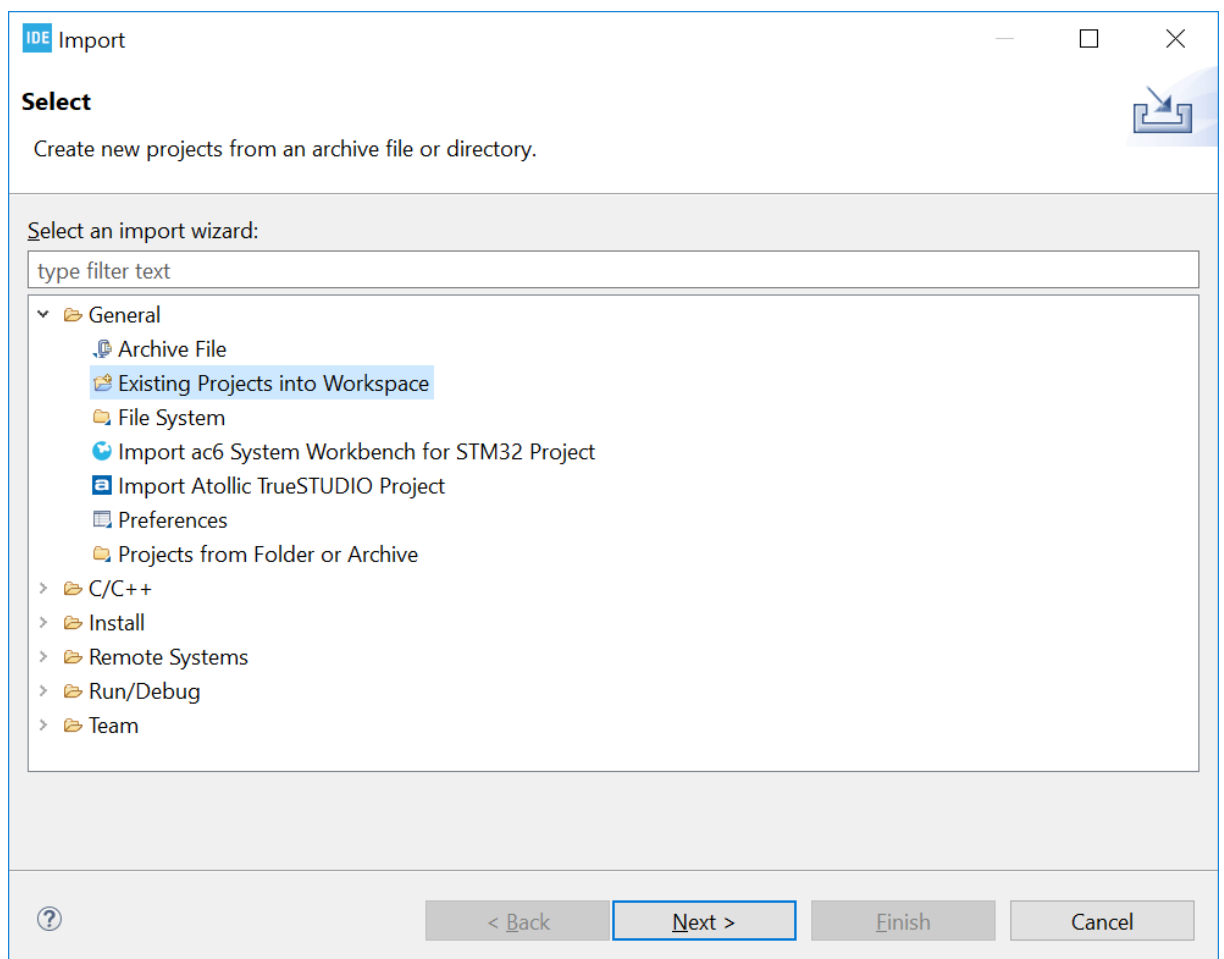 IDE Import
Select
Create new projects from an archive file or directory.
Select an import wizard:
type filter text
General
Archive File
Existing Projects into Workspace
File System
Import ac6 System Workbench for STM32 Project
a Import Atollic TrueSTUDIO Project
Preferences
Projects from Folder or Archive
C/C++
Install
Remote Systems
Run/Debug
Team
? < Back Next > Finish Cancel